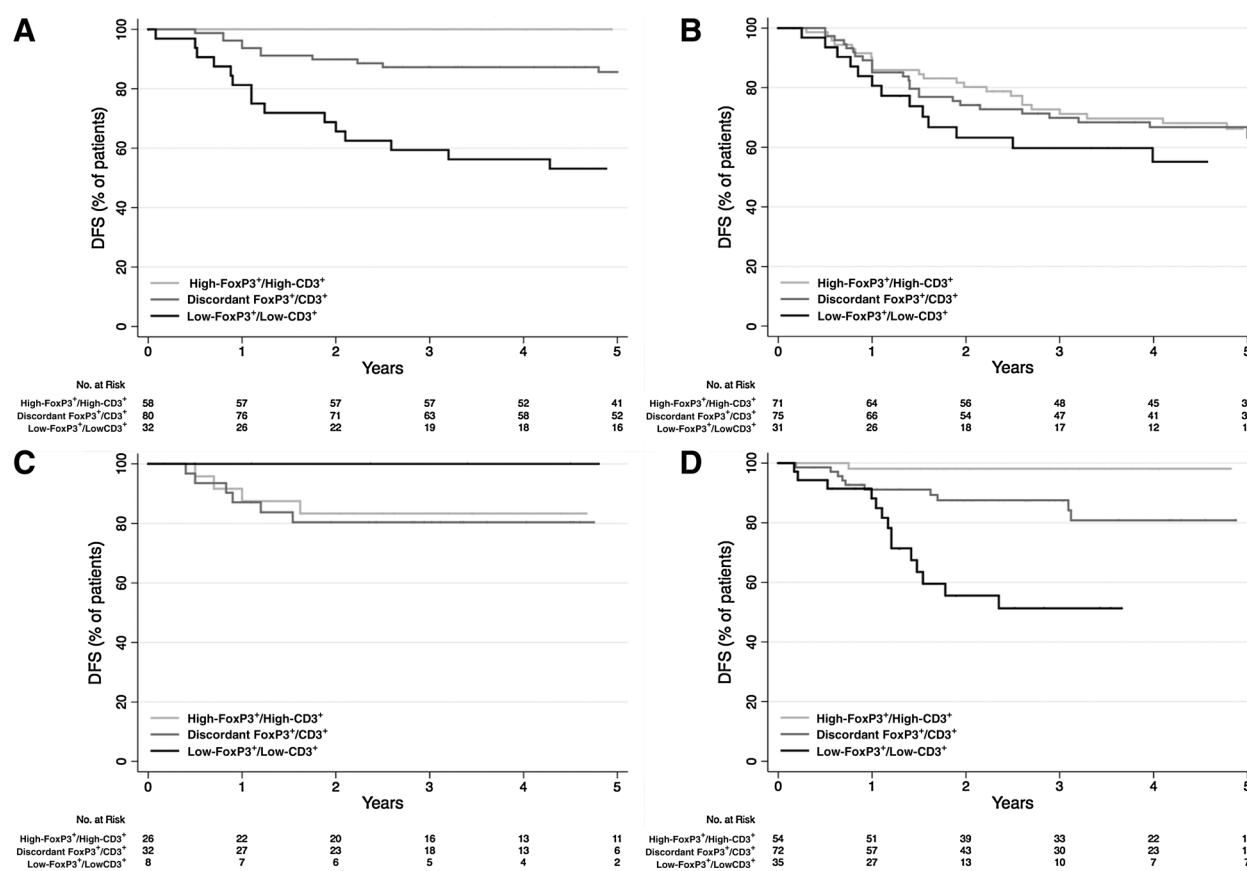 A
DFS (% of patients)
100
80
60
40
20
0
High-FoxP3⁺/High-CD3⁺
Discordant FoxP3⁺/CD3⁺
Low-FoxP3⁺/Low-CD3⁺
0 1 2 3 4 5
Years
No. at Risk
High-FoxP3⁺/High-CD3⁺ 58 57 57 57 52 41
Discordant FoxP3⁺/CD3⁺ 80 76 71 63 58 52
Low-FoxP3⁺/LowCD3⁺ 32 26 22 19 18 16
B
DFS (% of patients)
100
80
60
40
20
0
High-FoxP3⁺/High-CD3⁺
Discordant FoxP3⁺/CD3⁺
Low-FoxP3⁺/Low-CD3⁺
0 1 2 3 4 5
Years
No. at Risk
High-FoxP3⁺/High-CD3⁺ 71 64 56 48 45 3
Discordant FoxP3⁺/CD3⁺ 75 66 54 47 41 3
Low-FoxP3⁺/LowCD3⁺ 31 26 18 17 12 1
C
DFS (% of patients)
100
80
60
40
20
0
High-FoxP3⁺/High-CD3⁺
Discordant FoxP3⁺/CD3⁺
Low-FoxP3⁺/Low-CD3⁺
0 1 2 3 4 5
Years
No. at Risk
High-FoxP3⁺/High-CD3⁺ 26 22 20 16 13 11
Discordant FoxP3⁺/CD3⁺ 32 27 23 18 13 6
Low-FoxP3⁺/LowCD3⁺ 8 7 6 5 4 2
D
DFS (% of patients)
100
80
60
40
20
0
High-FoxP3⁺/High-CD3⁺
Discordant FoxP3⁺/CD3⁺
Low-FoxP3⁺/Low-CD3⁺
0 1 2 3 4 5
Years
No. at Risk
High-FoxP3⁺/High-CD3⁺ 54 51 39 33 22 1
Discordant FoxP3⁺/CD3⁺ 72 57 43 30 23 1
Low-FoxP3⁺/LowCD3⁺ 35 27 13 10 7 7